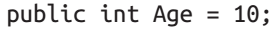 public int Age = 10;